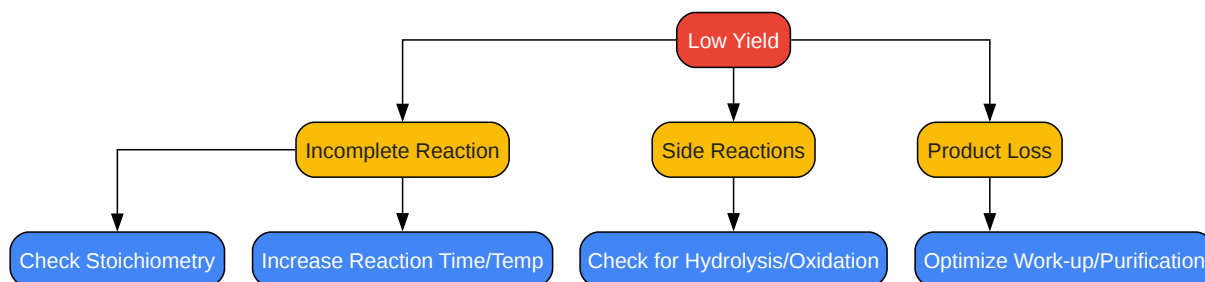 Low Yield
Incomplete Reaction
Side Reactions
Product Loss
Check Stoichiometry
Increase Reaction Time/Temp
Check for Hydrolysis/Oxidation
Optimize Work-up/Purification